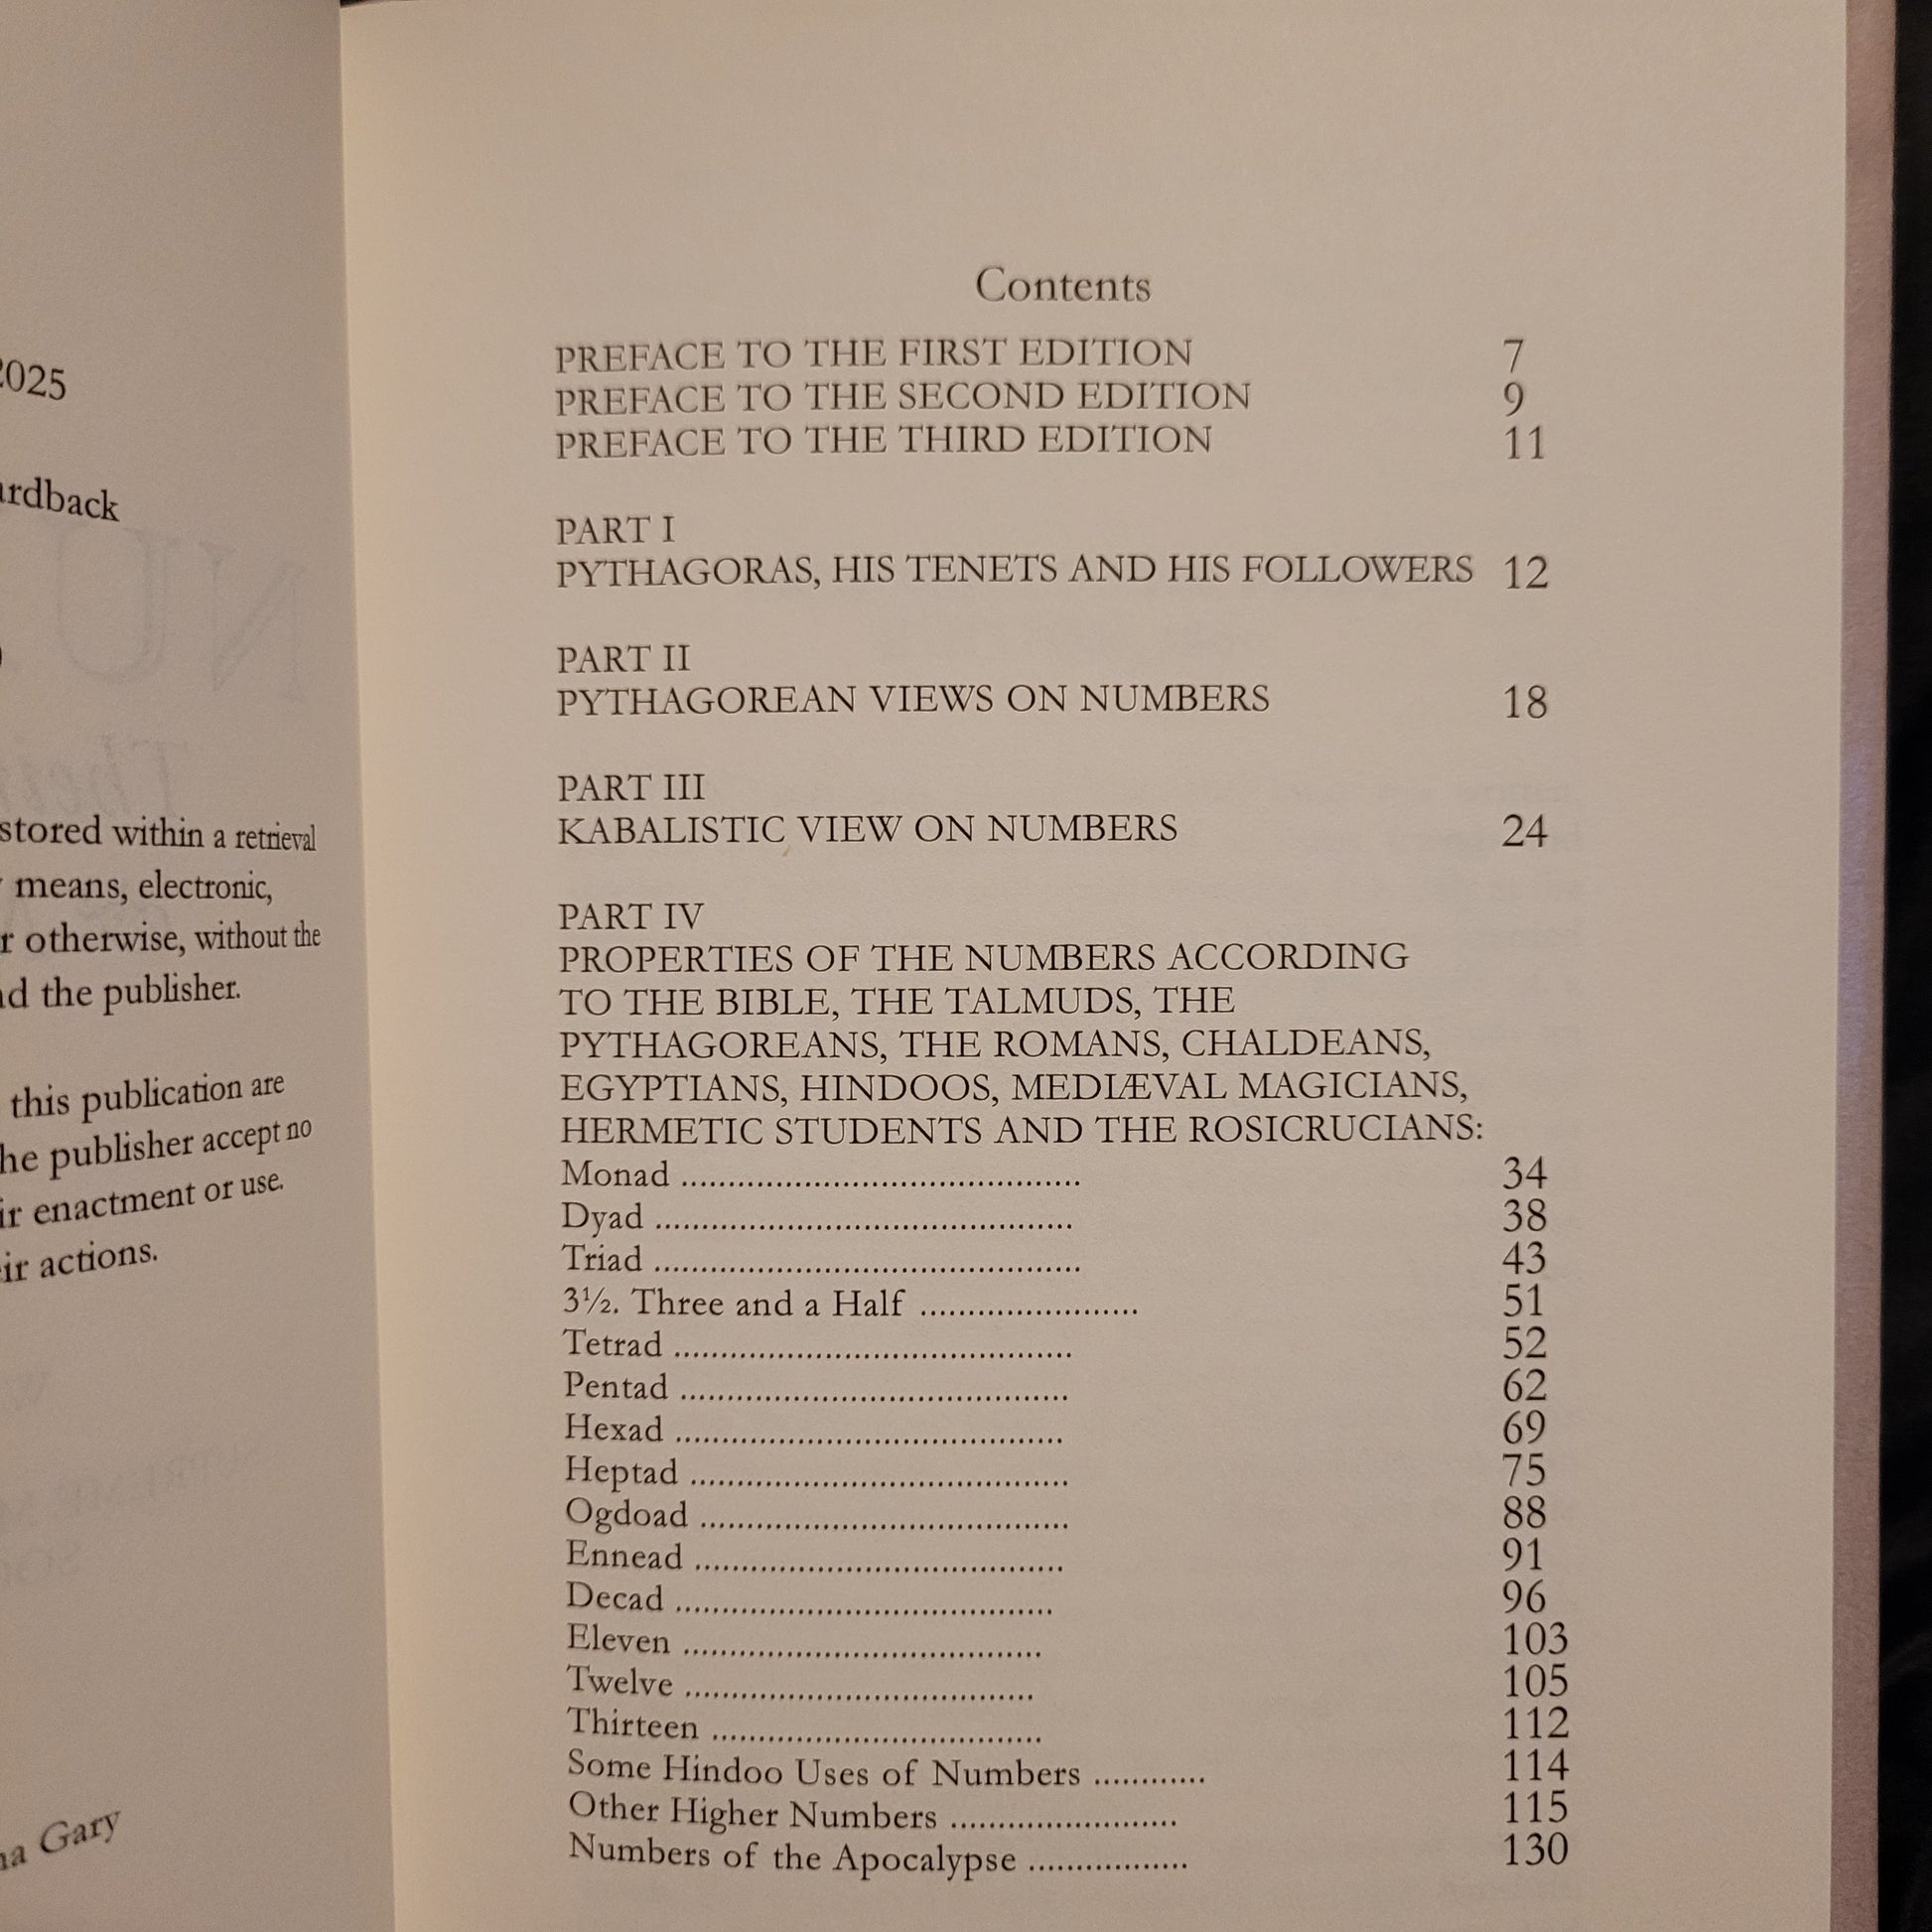 2025
stored within a retrieval
means, electronic,
otherwise, without the
the publisher.
this publication are
publisher accept no
enactment or use.
actions.
Gary
Contents
PREFACE TO THE FIRST EDITION 7
PREFACE TO THE SECOND EDITION 9
PREFACE TO THE THIRD EDITION 11
PART I
PYTHAGORAS, HIS TENETS AND HIS FOLLOWERS 12
PART II
PYTHAGOREAN VIEWS ON NUMBERS 18
PART III
KABALISTIC VIEW ON NUMBERS 24
PART IV
PROPERTIES OF THE NUMBERS ACCORDING
TO THE BIBLE, THE TALMUDS, THE
PYTHAGOREANS, THE ROMANS, CHALDEANS,
EGYPTIANS, HINDOOS, MEDIÆVAL MAGICIANS,
HERMETIC STUDENTS AND THE ROSICRUCIANS:
Monad ........................................... 34
Dyad ............................................. 38
Triad .............................................. 43
3½. Three and a Half ....................... 51
Tetrad ........................................... 52
Pentad .......................................... 62
Hexad .......................................... 69
Heptad ......................................... 75
Ogdoad ........................................ 88
Ennead ........................................ 91
Decad ......................................... 96
Eleven ....................................... 103
Twelve ...................................... 105
Thirteen .................................... 112
Some Hindoo Uses of Numbers ............ 114
Other Higher Numbers ........................ 115
Numbers of the Apocalypse ................. 130